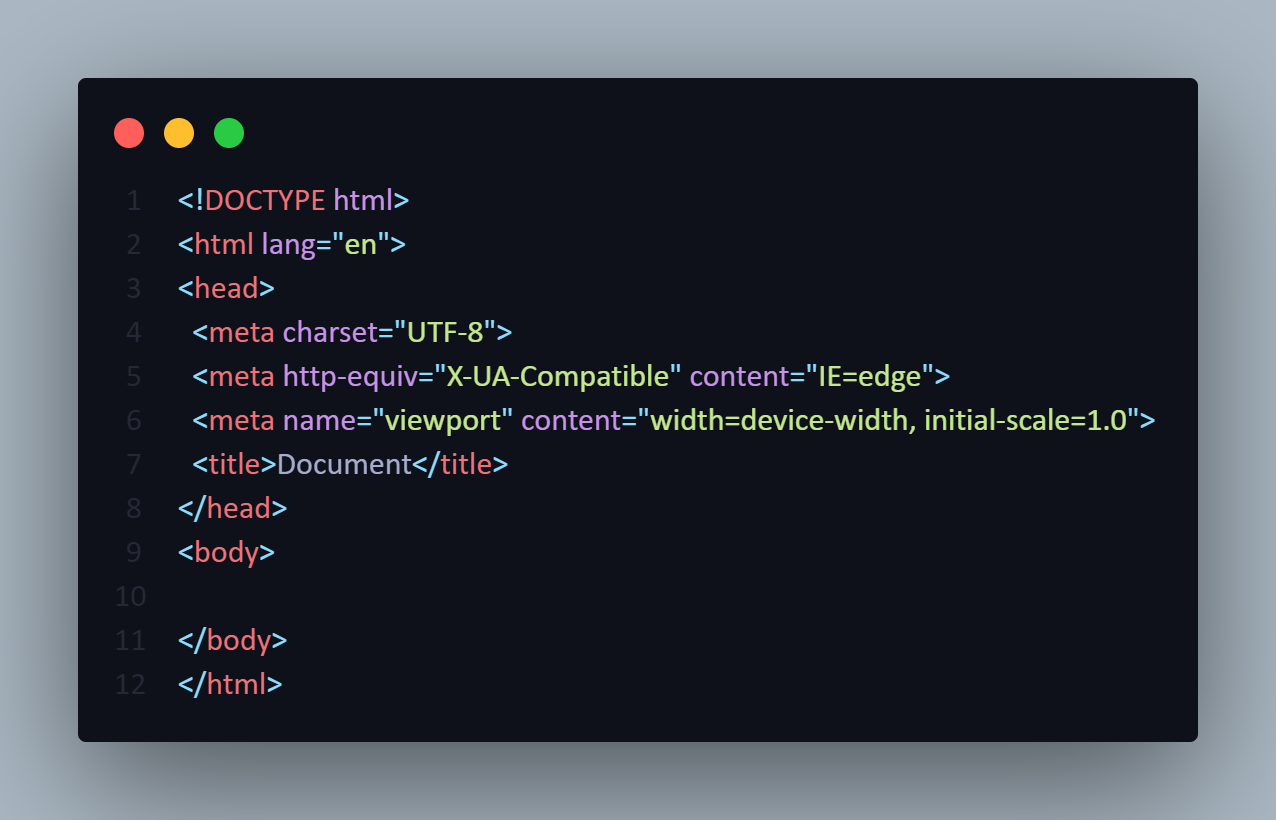 1 <!DOCTYPE html>
2 <html lang="en">
3 <head>
4   <meta charset="UTF-8">
5   <meta http-equiv="X-UA-Compatible" content="IE=edge">
6   <meta name="viewport" content="width=device-width, initial-scale=1.0">
7   <title>Document</title>
8 </head>
9 <body>
10
11 </body>
12 </html>